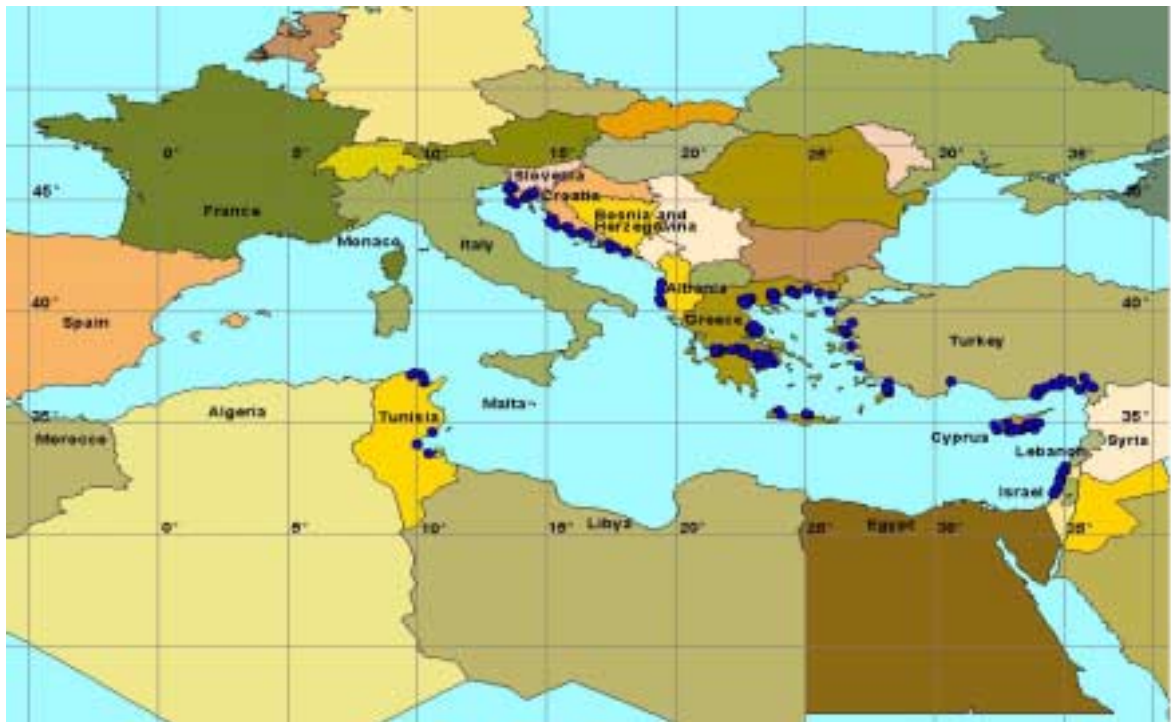 0° 5° 10° 15° 20° 25° 30° 35°
Slovenia
45° Croatia 45°
France Bosnia and
Herzegovina
Monaco Italy
Albania
40° 40°
Spain Greece
Turkey
Algeria Malta Tunisia
35° 35°
Morocco Cyprus Syria
Lebanon
Israel
0° 5° 10° 15° Libya 20° 25° Egypt 30° 35°